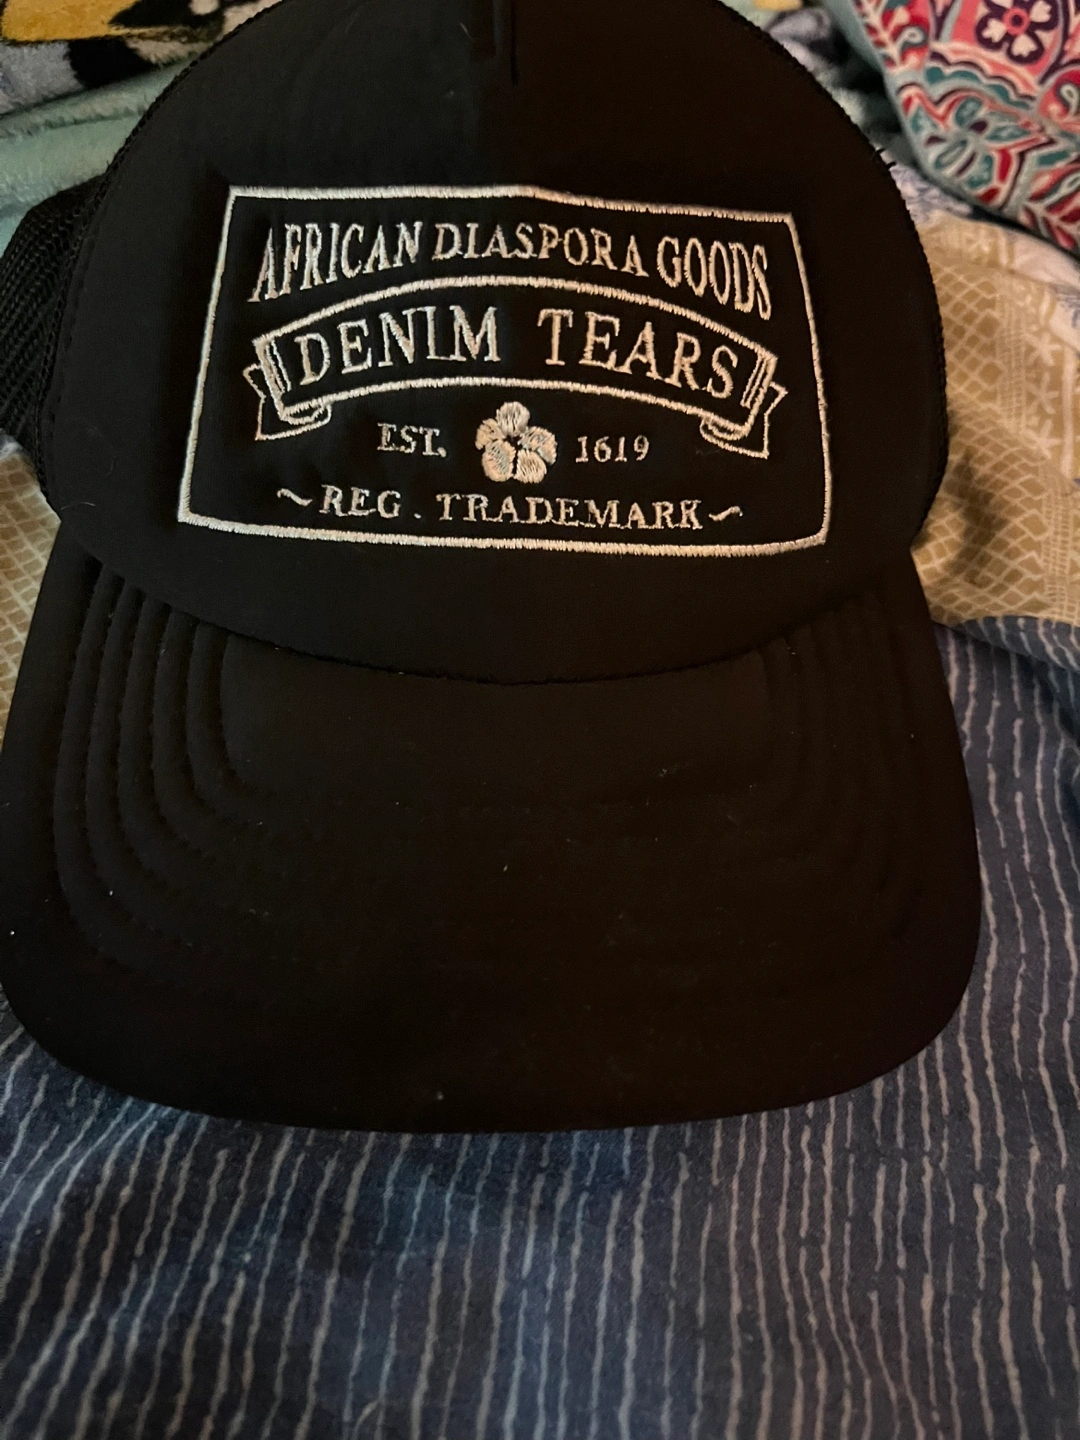 AFRICAN DIASPORA GOODS
DENIM TEARS
EST. 1619
~REG. TRADEMARK~